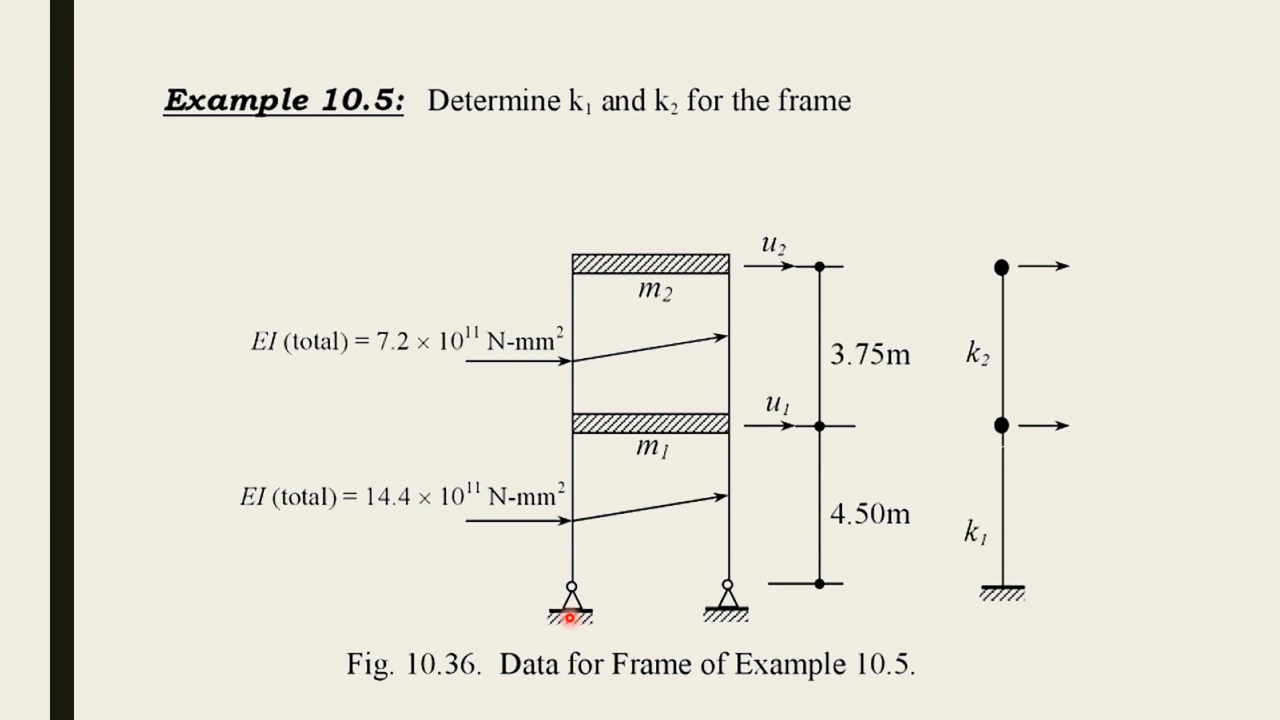 Example 10.5: Determine k₁ and k₂ for the frame
u₂
m₂
EI (total) = 7.2 × 10¹¹ N-mm²
3.75m
k₂
u₁
m₁
EI (total) = 14.4 × 10¹¹ N-mm²
4.50m
k₁
Fig. 10.36. Data for Frame of Example 10.5.